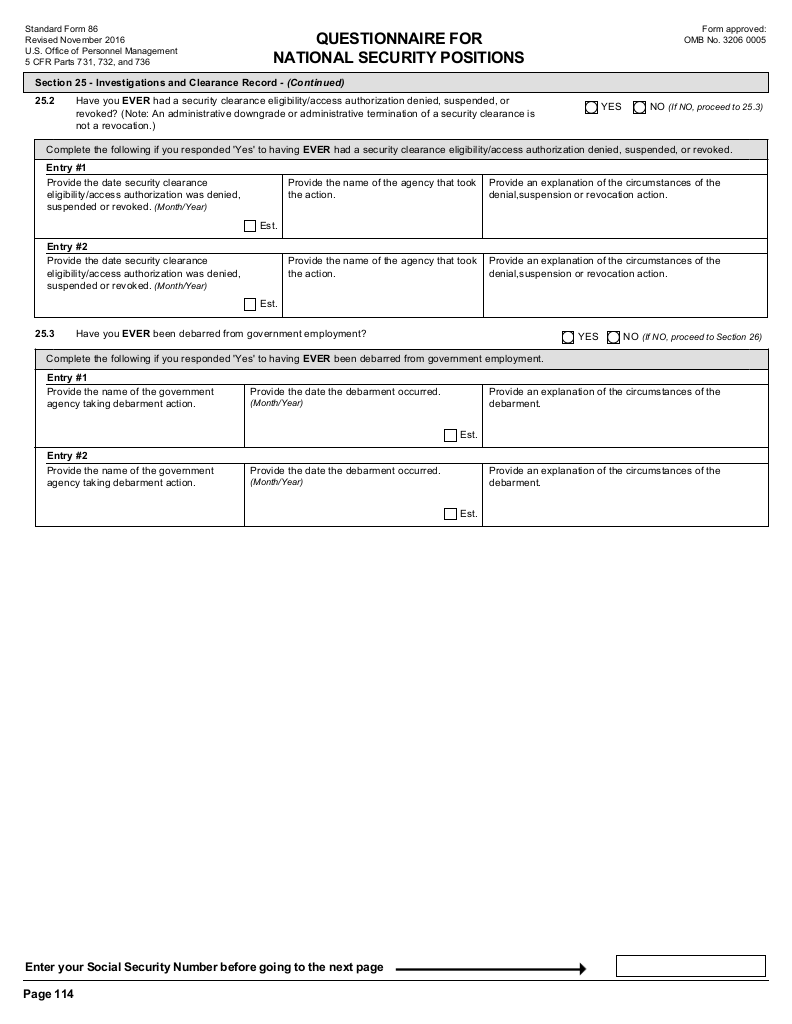 Standard Form 86
Revised November 2016
U.S. Office of Personnel Management
5 CFR Parts 731, 732, and 736
QUESTIONNAIRE FOR
NATIONAL SECURITY POSITIONS
Form approved:
OMB No. 3206 0005
Section 25 - Investigations and Clearance Record - (Continued)
25.2 Have you EVER had a security clearance eligibility/access authorization denied, suspended, or
revoked? (Note: An administrative downgrade or administrative termination of a security clearance is
not a revocation.)
YES NO (If NO, proceed to 25.3)
Complete the following if you responded 'Yes' to having EVER had a security clearance eligibility/access authorization denied, suspended, or revoked.
Entry #1
Provide the date security clearance
eligibility/access authorization was denied,
suspended or revoked. (Month/Year)
Est.
Provide the name of the agency that took
the action.
Provide an explanation of the circumstances of the
denial,suspension or revocation action.
Entry #2
Provide the date security clearance
eligibility/access authorization was denied,
suspended or revoked. (Month/Year)
Est.
Provide the name of the agency that took
the action.
Provide an explanation of the circumstances of the
denial,suspension or revocation action.
25.3 Have you EVER been debarred from government employment?
YES NO (If NO, proceed to Section 26)
Complete the following if you responded 'Yes' to having EVER been debarred from government employment.
Entry #1
Provide the name of the government
agency taking debarment action.
Provide the date the debarment occurred.
(Month/Year)
Est.
Provide an explanation of the circumstances of the
debarment.
Entry #2
Provide the name of the government
agency taking debarment action.
Provide the date the debarment occurred.
(Month/Year)
Est.
Provide an explanation of the circumstances of the
debarment.
Enter your Social Security Number before going to the next page
Page 114